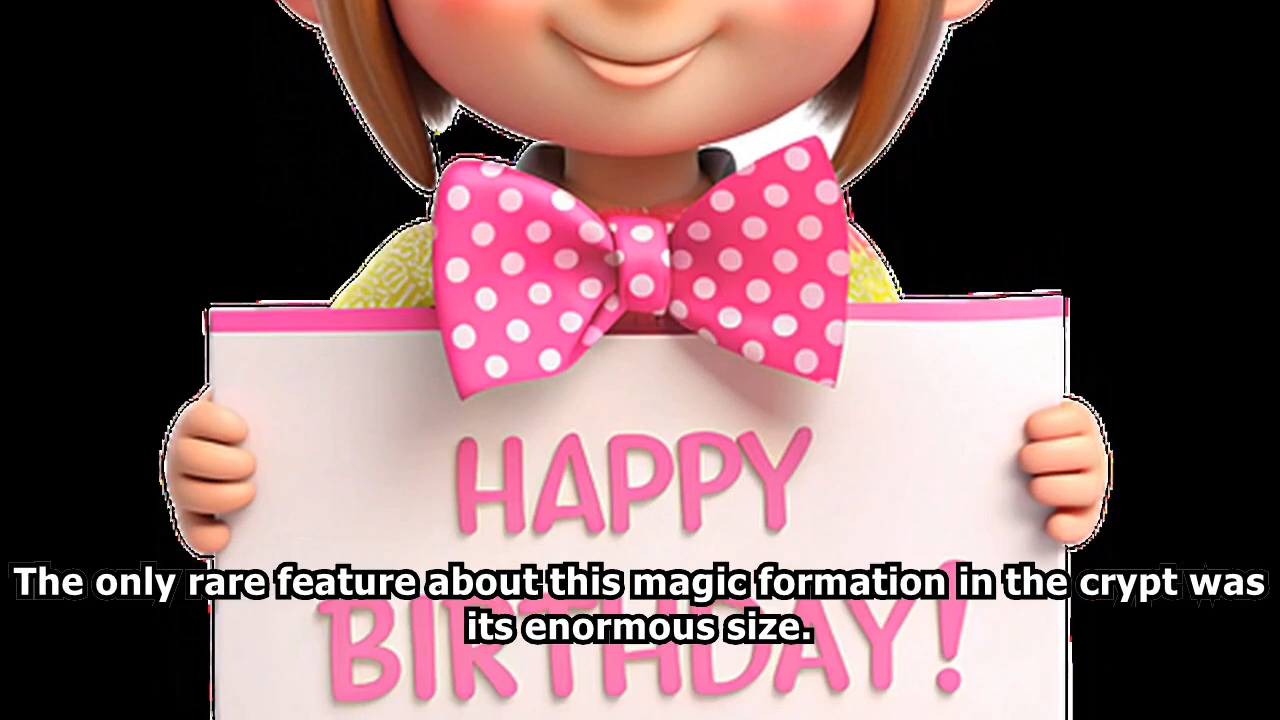 HAPPY
BIRTHDAY!
The only rare feature about this magic formation in the crypt was
its enormous size.